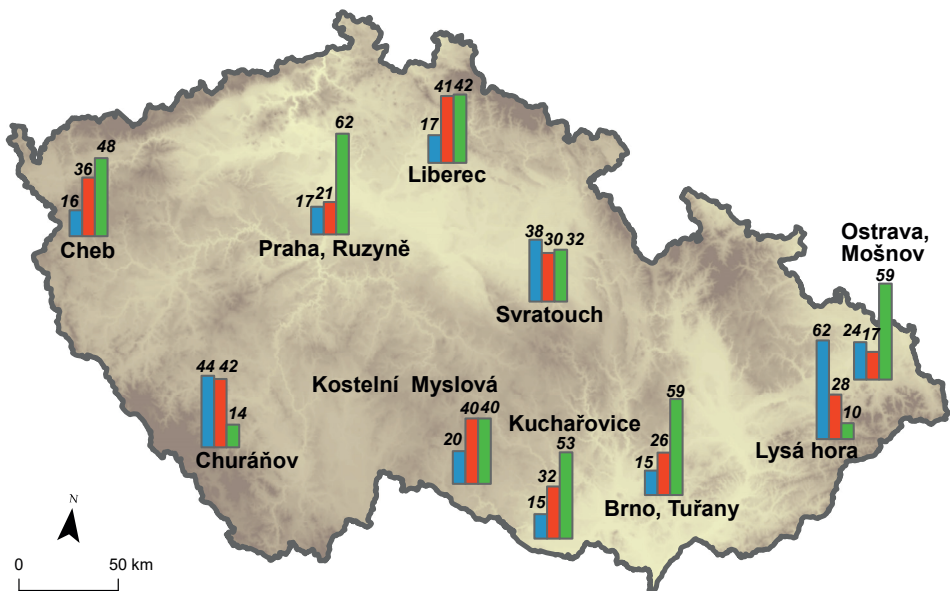 41 42
17
Liberec
62
17 21
Praha, Ruzyně
48
36
16
Cheb
38 30 32
Svratouch
Ostrava,
Mošnov
59
24 17
62
28
10
Lysá hora
44 42
14
Churáňov
Kostelní Myslová
40 40
20
Kuchařovice
53
32
15
59
26
15
Brno, Tuřany
N
0 50 km